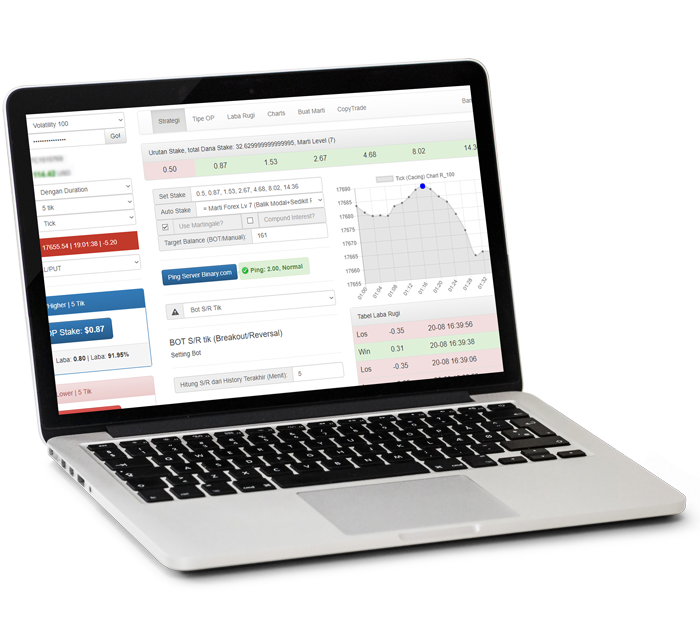 Volatility 100
Go!
114.42 USD
Dengan Duration
5 tik
Tick
17655.54 | 19:01:38 | -5.20
L/PUT
Higher | 5 Tik
OP Stake: $0.87
Laba: 0.80 | Laba: 91.95%
Lower | 5 Tik
Strategi
Tipe OP
Laba Rugi
Charts
Buat Marti
CopyTrade
Ban
Urutan Stake, total Dana Stake: 32.629999999999995, Marti Level (7)
0.50
0.87
1.53
2.67
4.68
8.02
14.3
Set Stake
0.5, 0.87, 1.53, 2.67, 4.68, 8.02, 14.36
Auto Stake
= Marti Forex Lv 7 (Balik Modal+Sedikit P
Use Martingale?
Compund Interest?
Target Balance (BOT/Manual):
161
Ping Server Binary.com
Ping: 2.00, Normal
Bot S/R Tik
BOT S/R tik (Breakout/Reversal)
Setting Bot
Hitung S/R dari History Terakhir (Menit):
5
Tick (Cacing) Chart R_100
17690
17685
17680
17675
17670
17665
17660
17655
01:00
01:04
01:08
01:12
01:16
01:20
01:24
01:28
01:32
Tabel Laba Rugi
Los -0.35 20-08 16:39:56
Win 0.31 20-08 16:39:38
Los -0.35 20-08 16:39:06